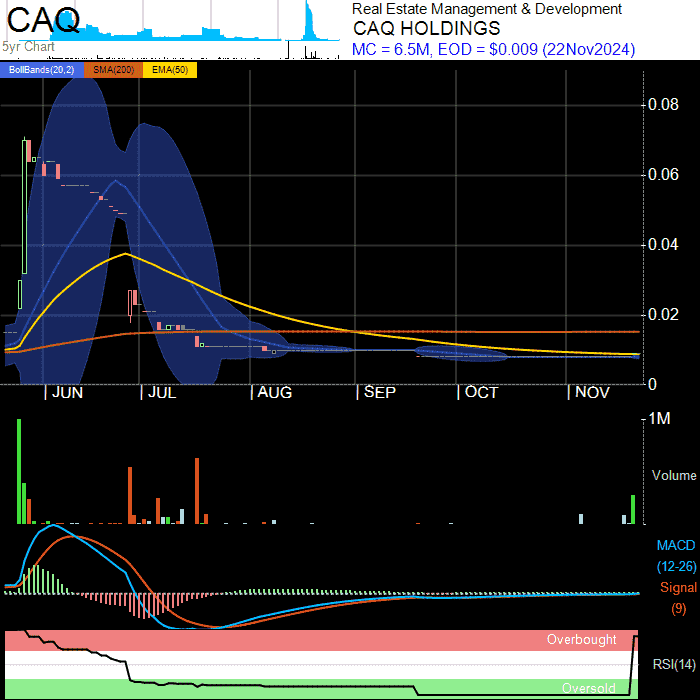 CAQ
5yr Chart
Real Estate Management & Development
CAQ HOLDINGS
MC = 6.5M, EOD = $0.009 (22Nov2024)
BollBands(20,2) SMA(200) EMA(50)
0.08
0.06
0.04
0.02
0
| JUN | JUL | AUG | SEP | OCT | NOV
1M
Volume
MACD
(12-26)
Signal
(9)
Overbought
RSI(14)
Oversold